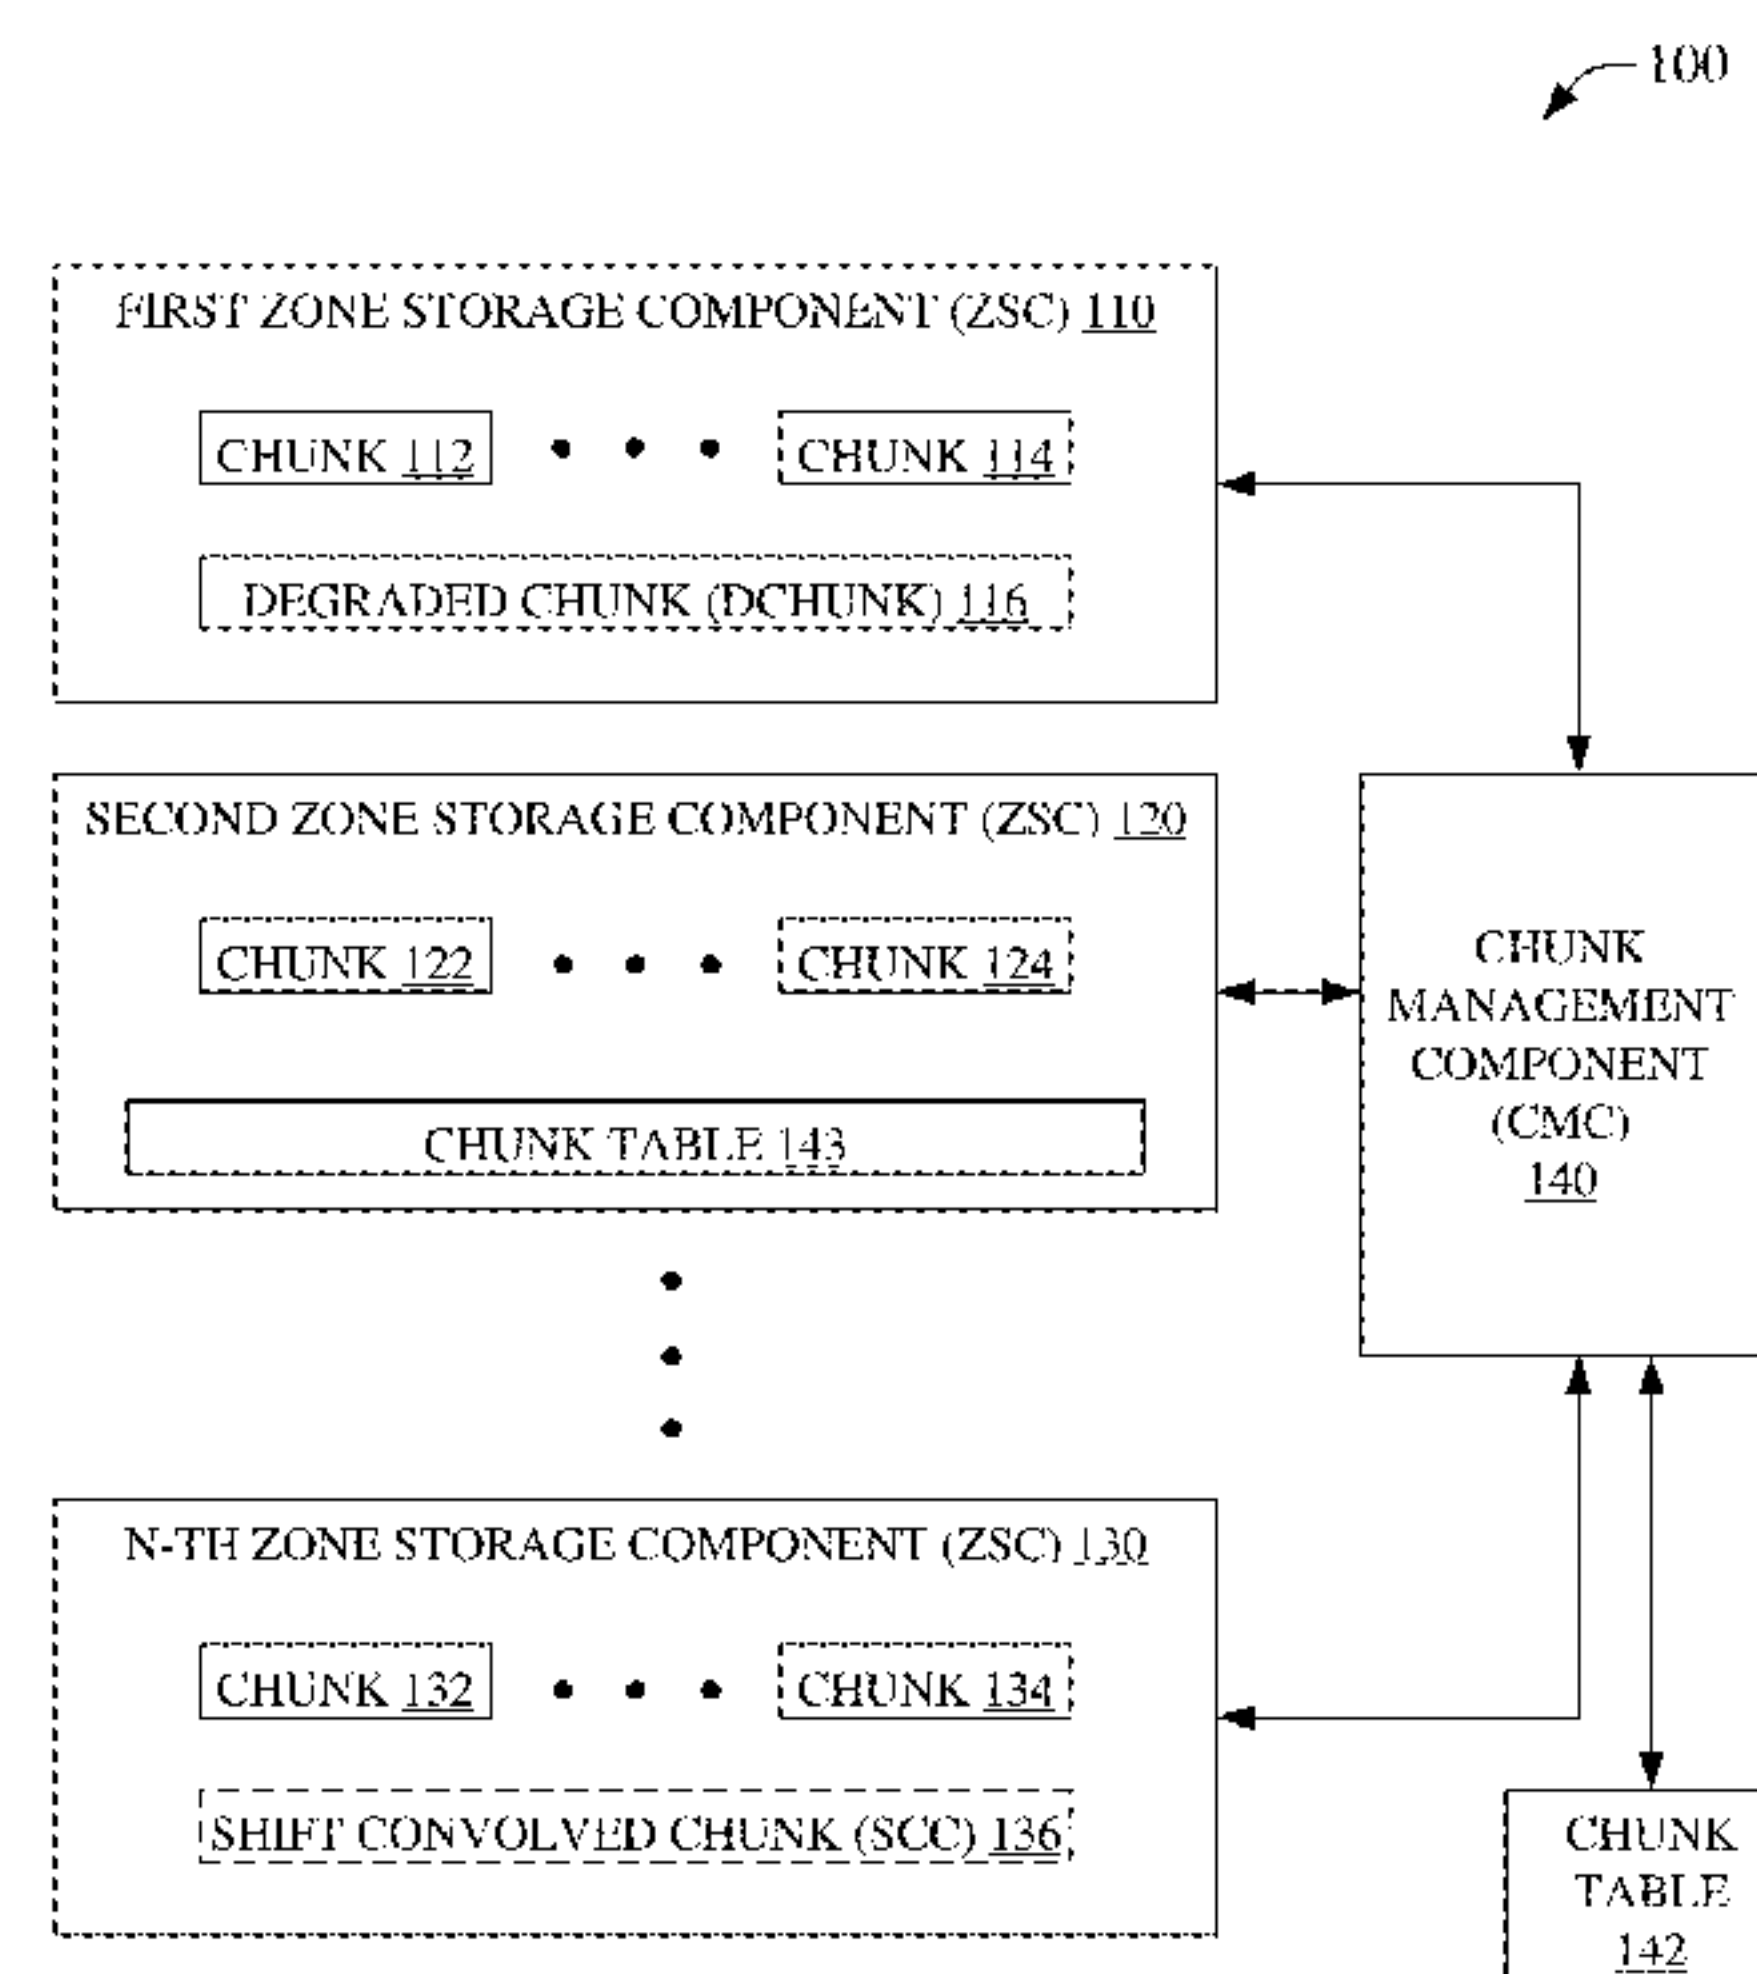 100
FIRST ZONE STORAGE COMPONENT (ZSC) 110
CHUNK 112
CHUNK 114
DEGRADED CHUNK (DCHUNK) 116
SECOND ZONE STORAGE COMPONENT (ZSC) 120
CHUNK 122
CHUNK 124
CHUNK TABLE 143
CHUNK
MANAGEMENT
COMPONENT
(CMC)
140
N-TH ZONE STORAGE COMPONENT (ZSC) 130
CHUNK 132
CHUNK 134
SHIFT CONVOLVED CHUNK (SCC) 136
CHUNK
TABLE
142